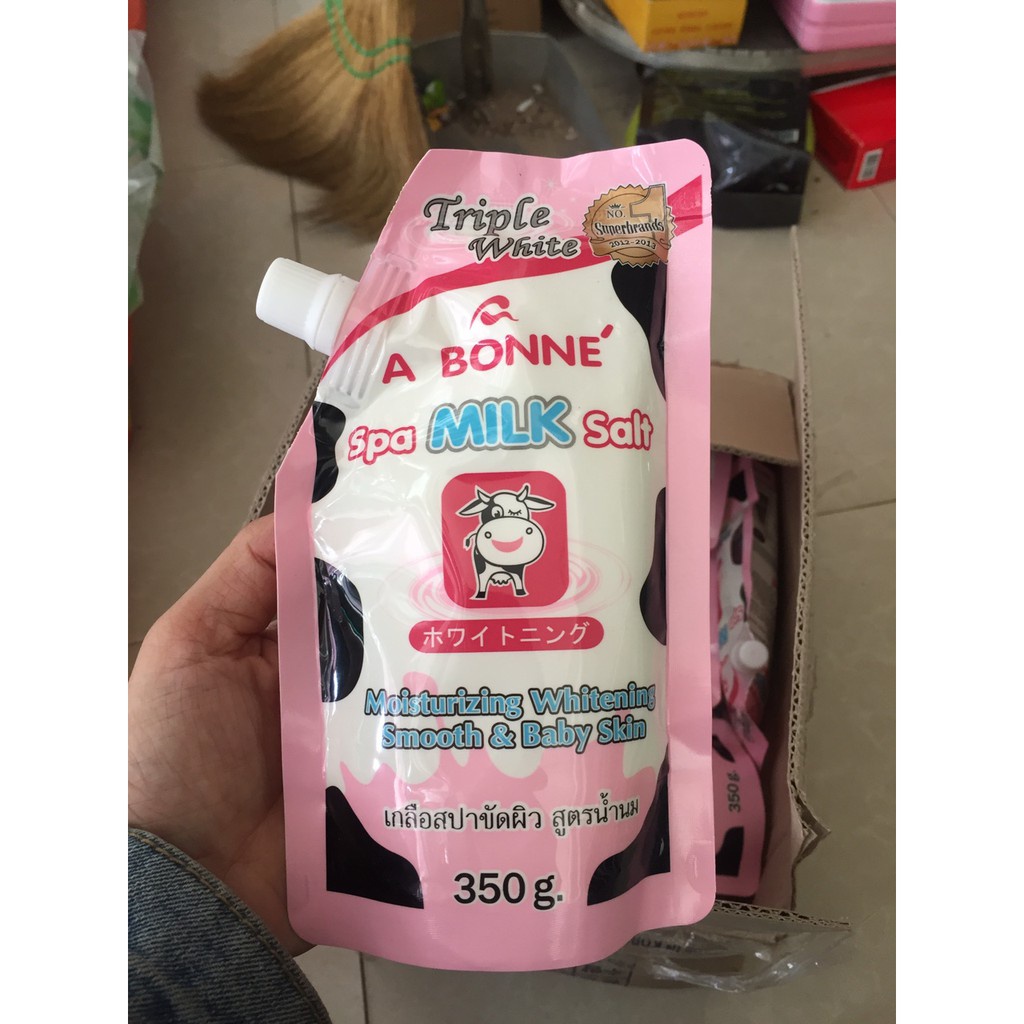 Triple
White
NO. 1
Superbrands
2012-2013
A BONNÉ
Spa MILK Salt
ホワイトニング
Moisturizing Whitening
Smooth & Baby Skin
เกลือสปาขัดผิว สูตรน้ำนม
350 g.
350 g.